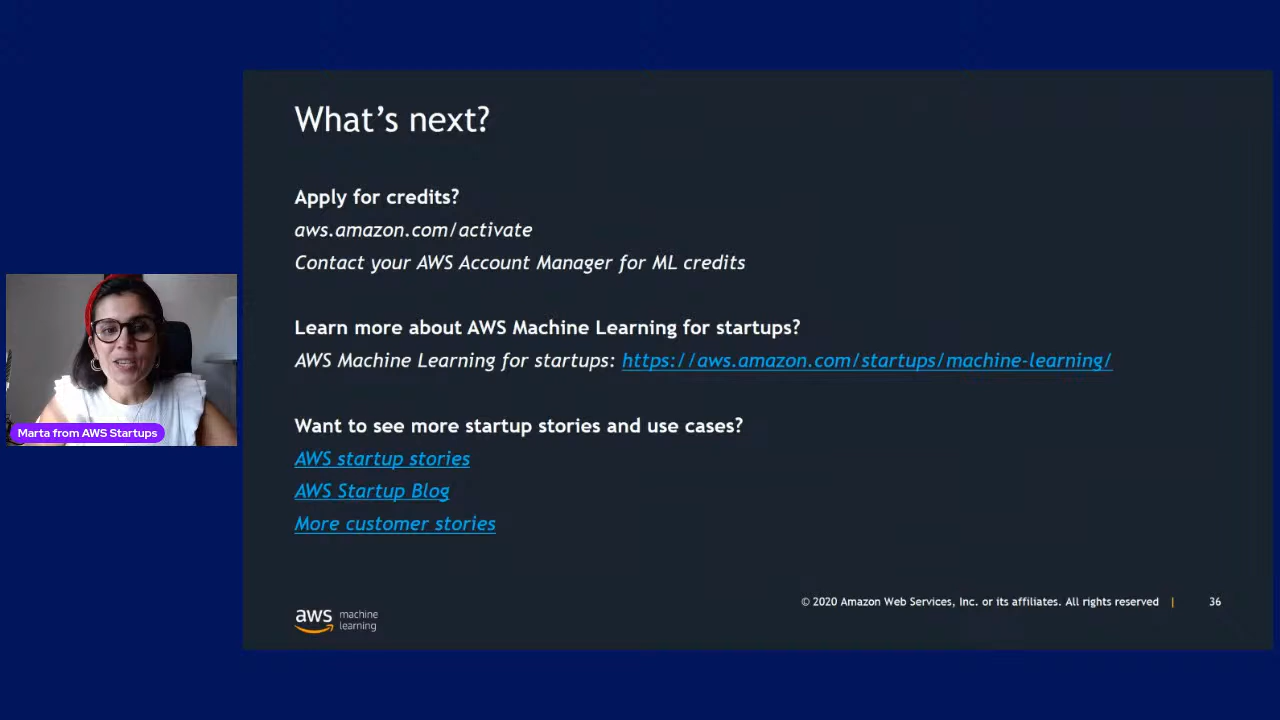 What's next?
Apply for credits?
aws.amazon.com/activate
Contact your AWS Account Manager for ML credits
Learn more about AWS Machine Learning for startups?
AWS Machine Learning for startups: https://aws.amazon.com/startups/machine-learning/
Want to see more startup stories and use cases?
AWS startup stories
AWS Startup Blog
More customer stories
Marta from AWS Startups
aws machine
learning
© 2020 Amazon Web Services, Inc. or its affiliates. All rights reserved | 36